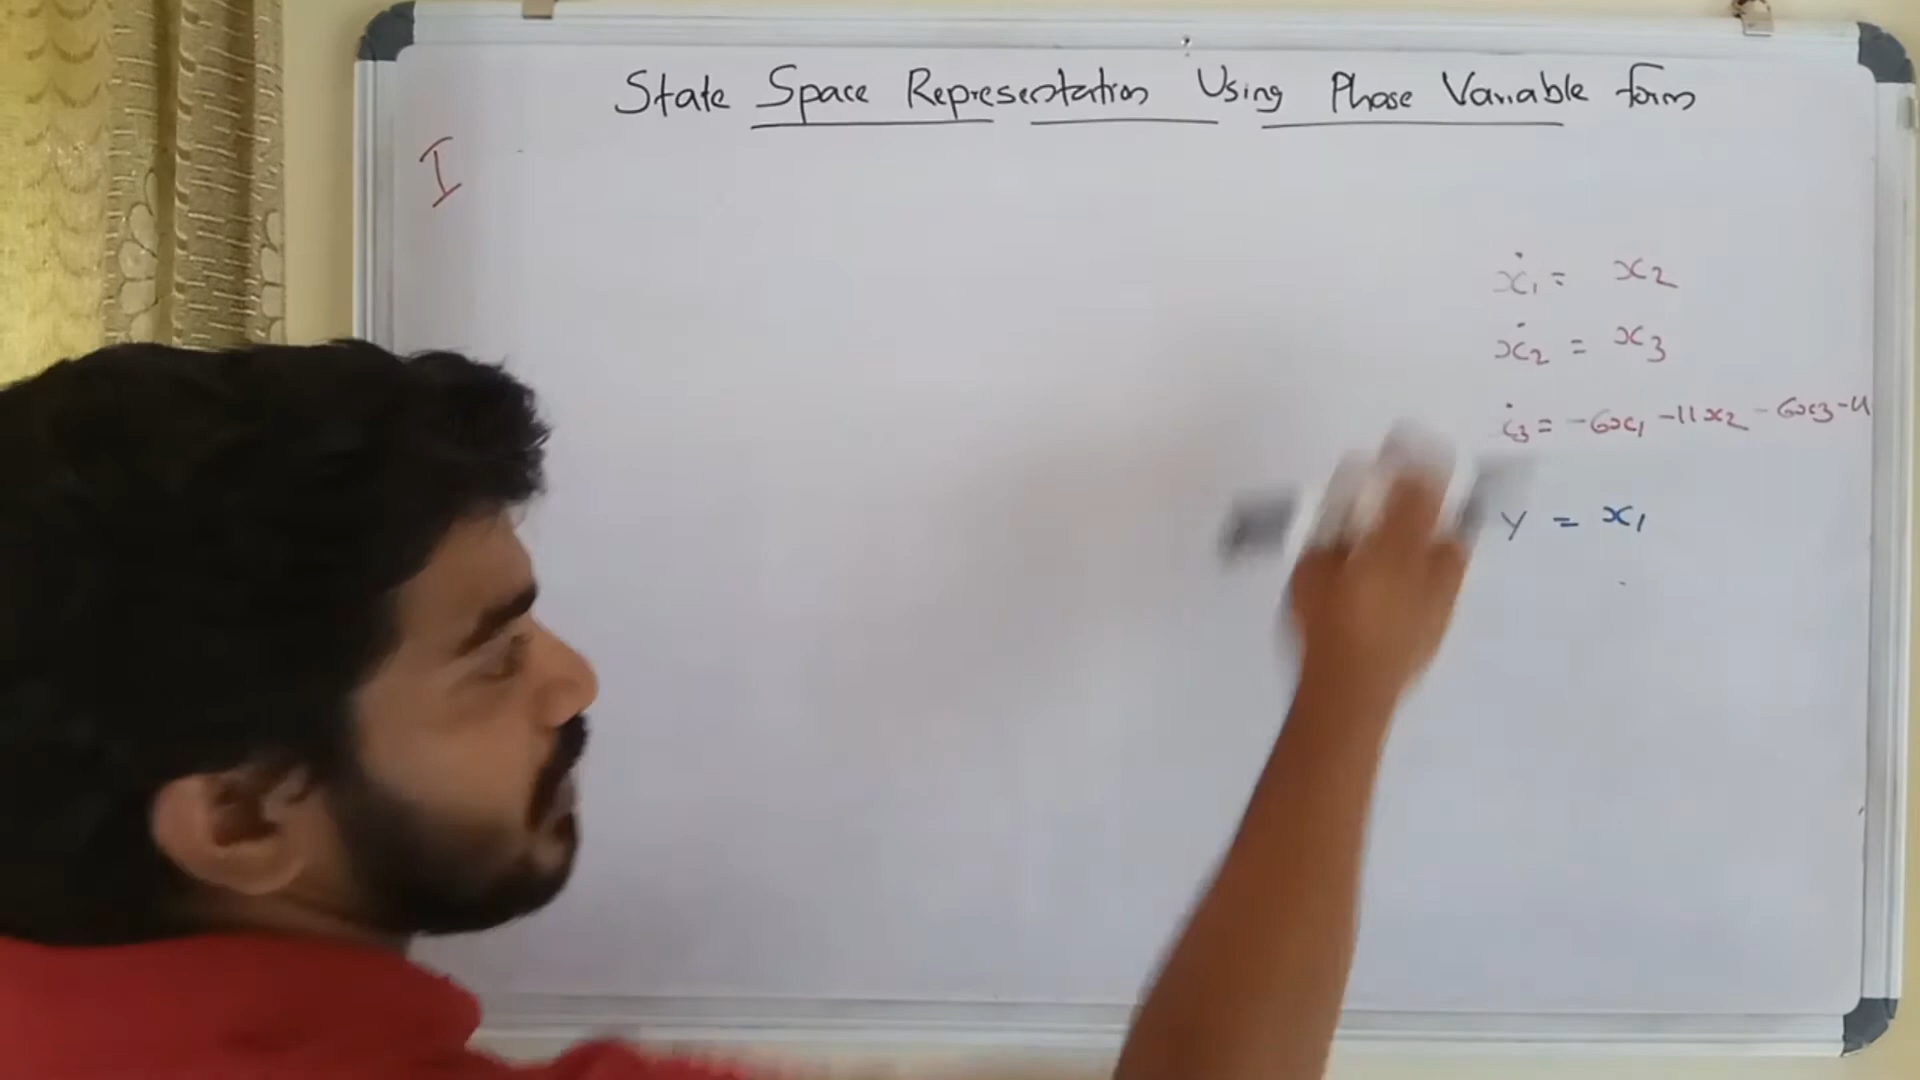 State Space Representation Using Phase Variable form
I
ẋ₁ = x₂
ẋ₂ = x₃
ẋ₃ = -6x₁ -11x₂ -6x₃ -u
y = x₁